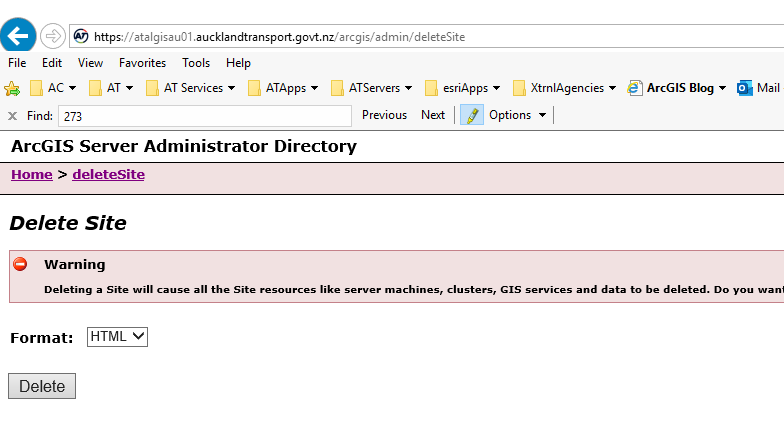 https://atalgisau01.aucklandtransport.govt.nz/arcgis/admin/deleteSite
File Edit View Favorites Tools Help
AC AT AT Services ATApps ATServers esriApps XtrnlAgencies ArcGIS Blog Mail
x Find: 273 Previous Next Options
ArcGIS Server Administrator Directory
Home > deleteSite
Delete Site
Warning
Deleting a Site will cause all the Site resources like server machines, clusters, GIS services and data to be deleted. Do you want
Format: HTML
Delete